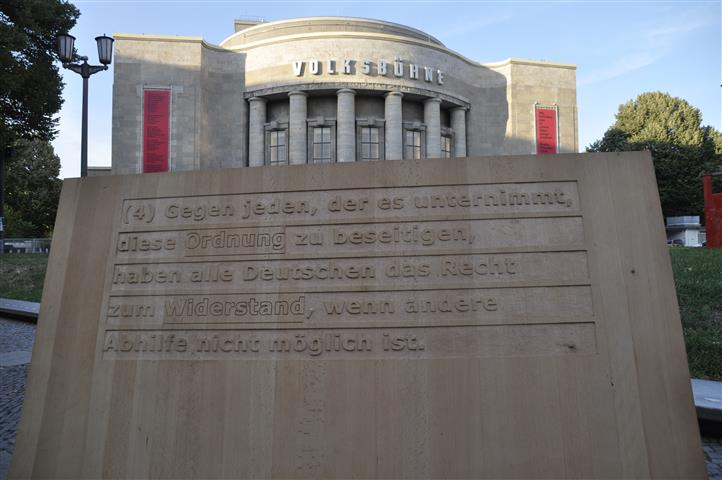 VOLKSBÜHNE
(4) Gegen jeden, der es unternimmt,
diese Ordnung zu beseitigen,
haben alle Deutschen das Recht
zum Widerstand, wenn andere
Abhilfe nicht möglich ist.